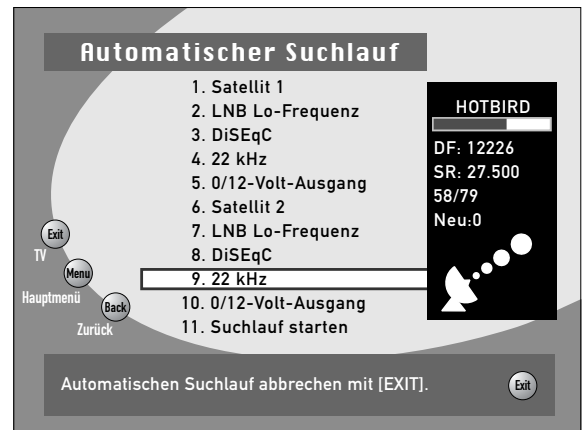 Automatischer Suchlauf
1. Satellit 1
2. LNB Lo-Frequenz
3. DiSEqC
4. 22 kHz
5. 0/12-Volt-Ausgang
6. Satellit 2
7. LNB Lo-Frequenz
8. DiSEqC
9. 22 kHz
10. 0/12-Volt-Ausgang
11. Suchlauf starten
HOTBIRD
DF: 12226
SR: 27.500
58/79
Neu:0
Exit
TV
Menu
Hauptmenü
Back
Zurück
Automatischen Suchlauf abbrechen mit [EXIT].
Exit